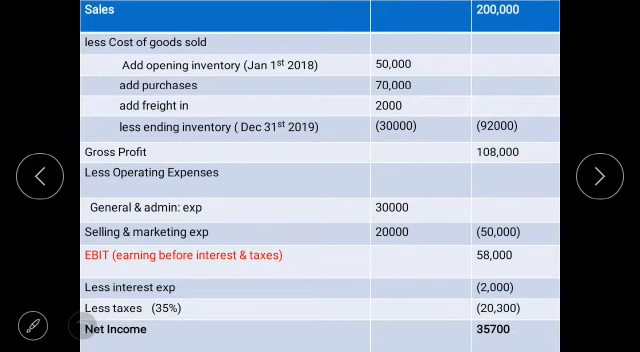 Sales 200,000
less Cost of goods sold
Add opening inventory (Jan 1st 2018) 50,000
add purchases 70,000
add freight in 2000
less ending inventory ( Dec 31st 2019) (30000) (92000)
Gross Profit 108,000
Less Operating Expenses
General & admin: exp 30000
Selling & marketing exp 20000 (50,000)
EBIT (earning before interest & taxes) 58,000
Less interest exp (2,000)
Less taxes (35%) (20,300)
Net Income 35700